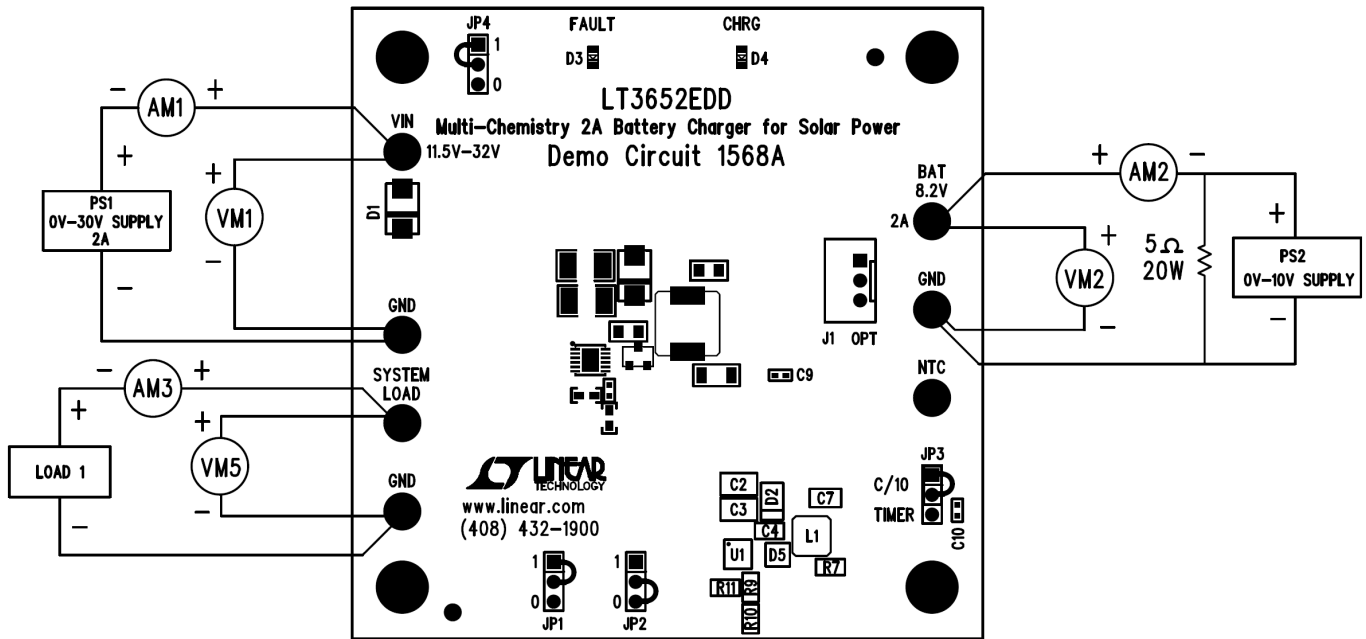 JP4
1
0
FAULT
D3
CHRG
D4
LT3652EDD
Multi-Chemistry 2A Battery Charger for Solar Power
Demo Circuit 1568A
- AM1 +
VIN
11.5V-32V
+
PS1
0V-30V SUPPLY
2A
-
+
VM1
-
D1
GND
SYSTEM
LOAD
- AM3 +
+
LOAD 1
-
+
VM5
-
GND
BAT
8.2V
2A
+ AM2 -
GND
+
VM2
-
5Ω
20W
+
PS2
0V-10V SUPPLY
-
J1 OPT
NTC
C9
JP3
C/10
TIMER
C10
LINEAR
TECHNOLOGY
www.linear.com
(408) 432-1900
C2
C3
D2
C4
C7
U1
D5
L1
R7
R11
R9
R10
1
0
JP1
1
0
JP2